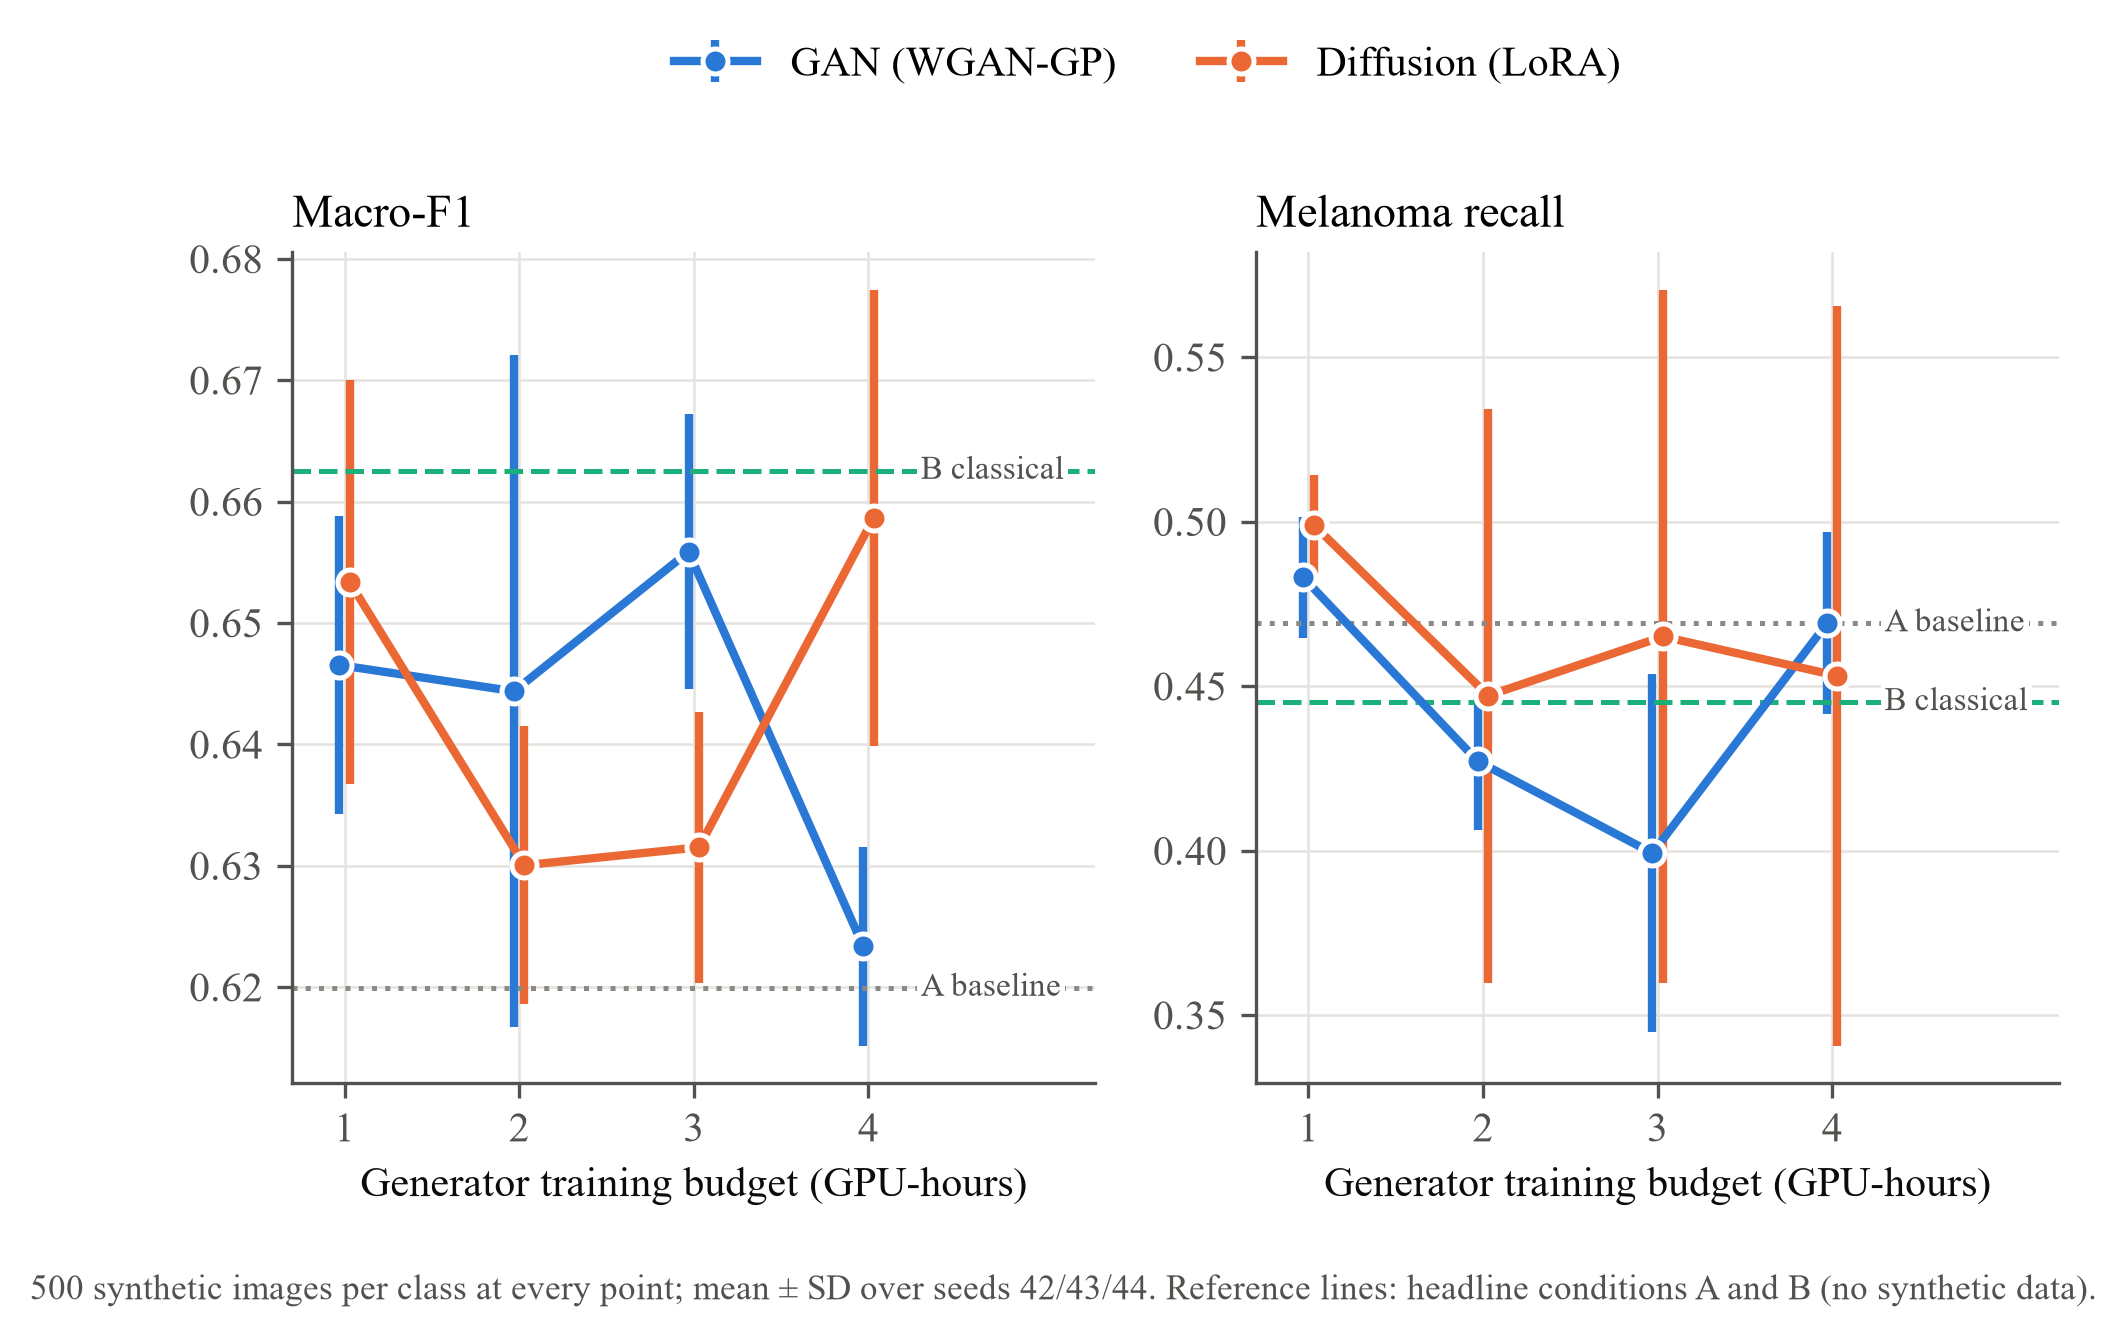 GAN (WGAN-GP) Diffusion (LoRA)
Macro-F1
0.68
0.67
0.66
0.65
0.64
0.63
0.62
B classical
A baseline
1 2 3 4
Generator training budget (GPU-hours)
Melanoma recall
0.55
0.50
0.45
0.40
0.35
A baseline
B classical
1 2 3 4
Generator training budget (GPU-hours)
500 synthetic images per class at every point; mean ± SD over seeds 42/43/44. Reference lines: headline conditions A and B (no synthetic data).